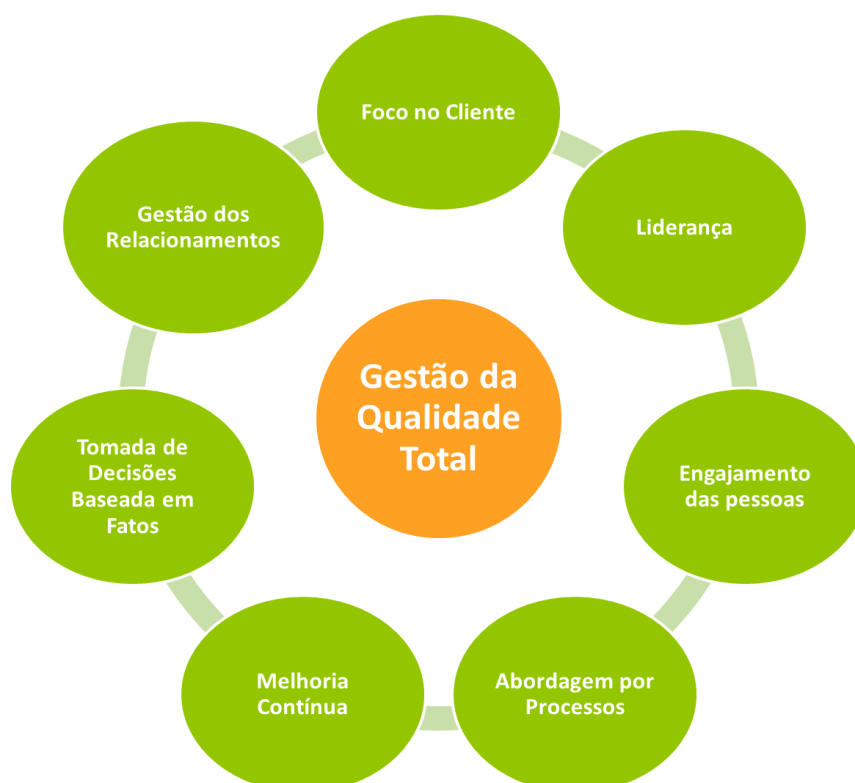 Foco no Cliente
Liderança
Engajamento
das pessoas
Abordagem por
Processos
Melhoria
Contínua
Tomada de
Decisões
Baseada em
Fatos
Gestão dos
Relacionamentos
Gestão da
Qualidade
Total